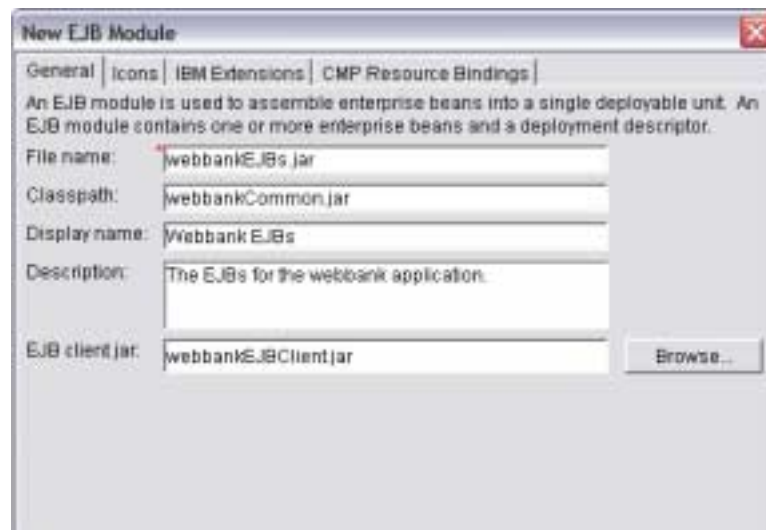 New EJB Module
General Icons IBM Extensions CMP Resource Bindings
An EJB module is used to assemble enterprise beans into a single deployable unit. An
EJB module contains one or more enterprise beans and a deployment descriptor.
File name: *webbankEJBs.jar
Classpath: webbankCommon.jar
Display name: Webbank EJBs
Description: The EJBs for the webbank application.
EJB client jar: webbankEJBClient.jar Browse...